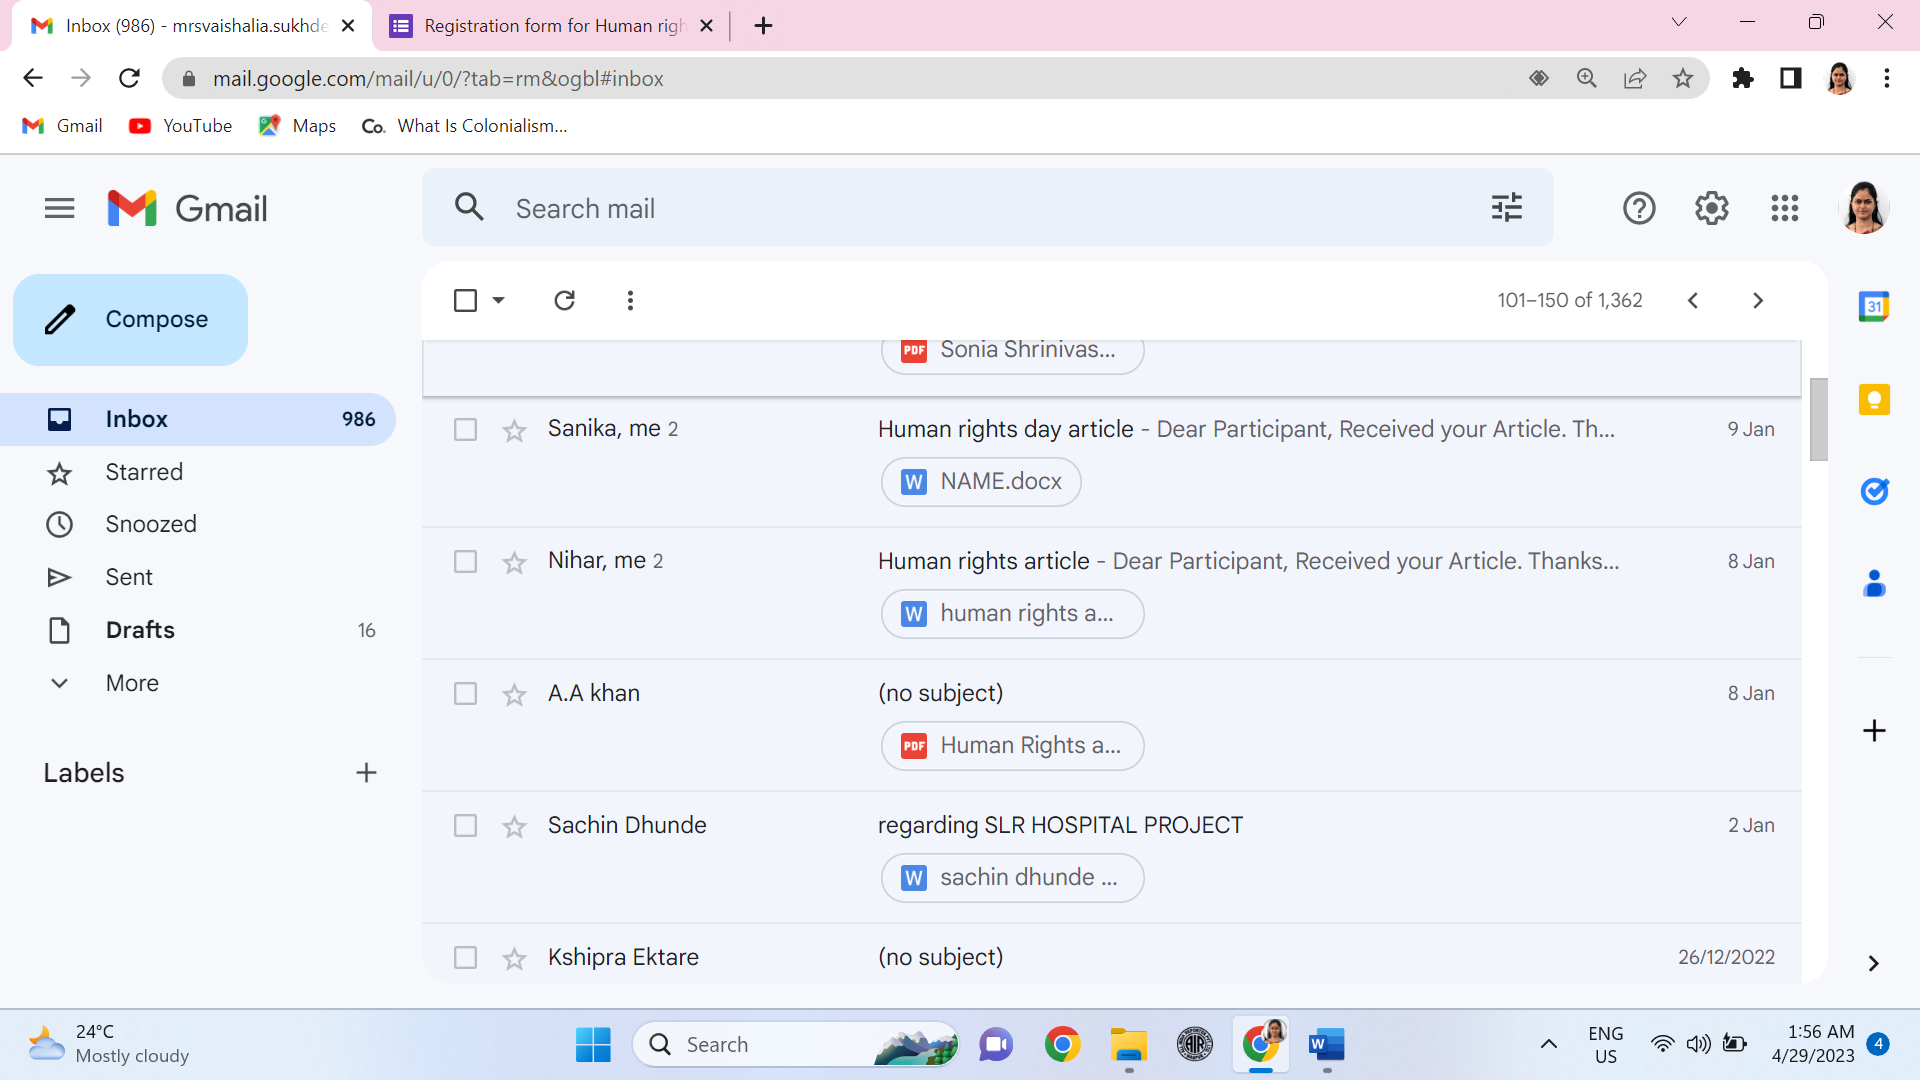 Inbox (986) - mrsvaishalia.sukhde
Registration form for Human righ
mail.google.com/mail/u/0/?tab=rm&ogbl#inbox
Gmail
YouTube
Maps
Co.
What Is Colonialism...
Gmail
Search mail
Compose
101–150 of 1,362
31
PDF Sonia Shrinivas...
Inbox 986
Sanika, me 2 Human rights day article - Dear Participant, Received your Article. Th... 9 Jan
W NAME.docx
Starred
Snoozed
Nihar, me 2 Human rights article - Dear Participant, Received your Article. Thanks... 8 Jan
W human rights a...
Sent
Drafts 16
More
A.A khan (no subject) 8 Jan
PDF Human Rights a...
Labels
Sachin Dhunde regarding SLR HOSPITAL PROJECT 2 Jan
W sachin dhunde ...
Kshipra Ektare (no subject) 26/12/2022
24°C
Mostly cloudy
Search
AIR
W
ENG
US
1:56 AM
4/29/2023
4